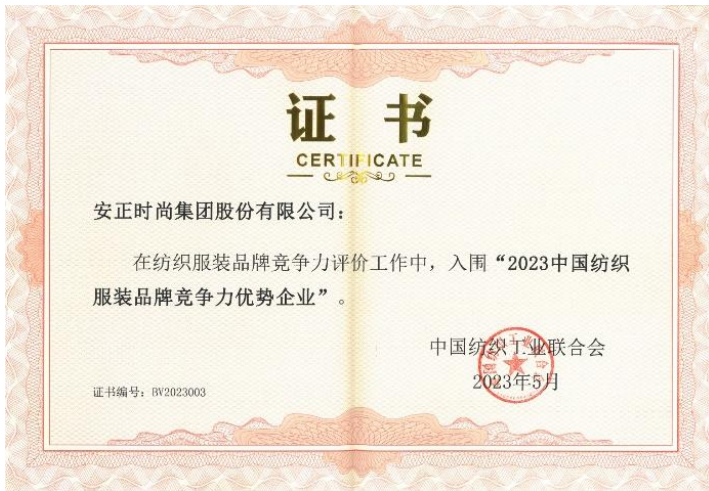 证 书
CERTIFICATE
安正时尚集团股份有限公司：
在纺织服装品牌竞争力评价工作中，入围“2023中国纺织
服装品牌竞争力优势企业”。
中国纺织工业联合会
2023年5月
证书编号：BV2023003